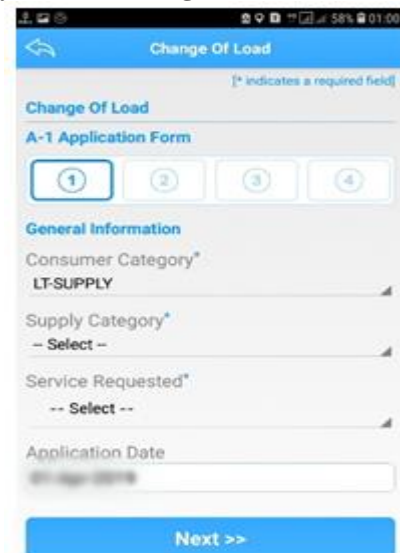 58% 01:00
Change Of Load
[* indicates a required field]
Change Of Load
A-1 Application Form
1 2 3 4
General Information
Consumer Category*
LT-SUPPLY
Supply Category*
-- Select --
Service Requested*
-- Select --
Application Date
Next >>